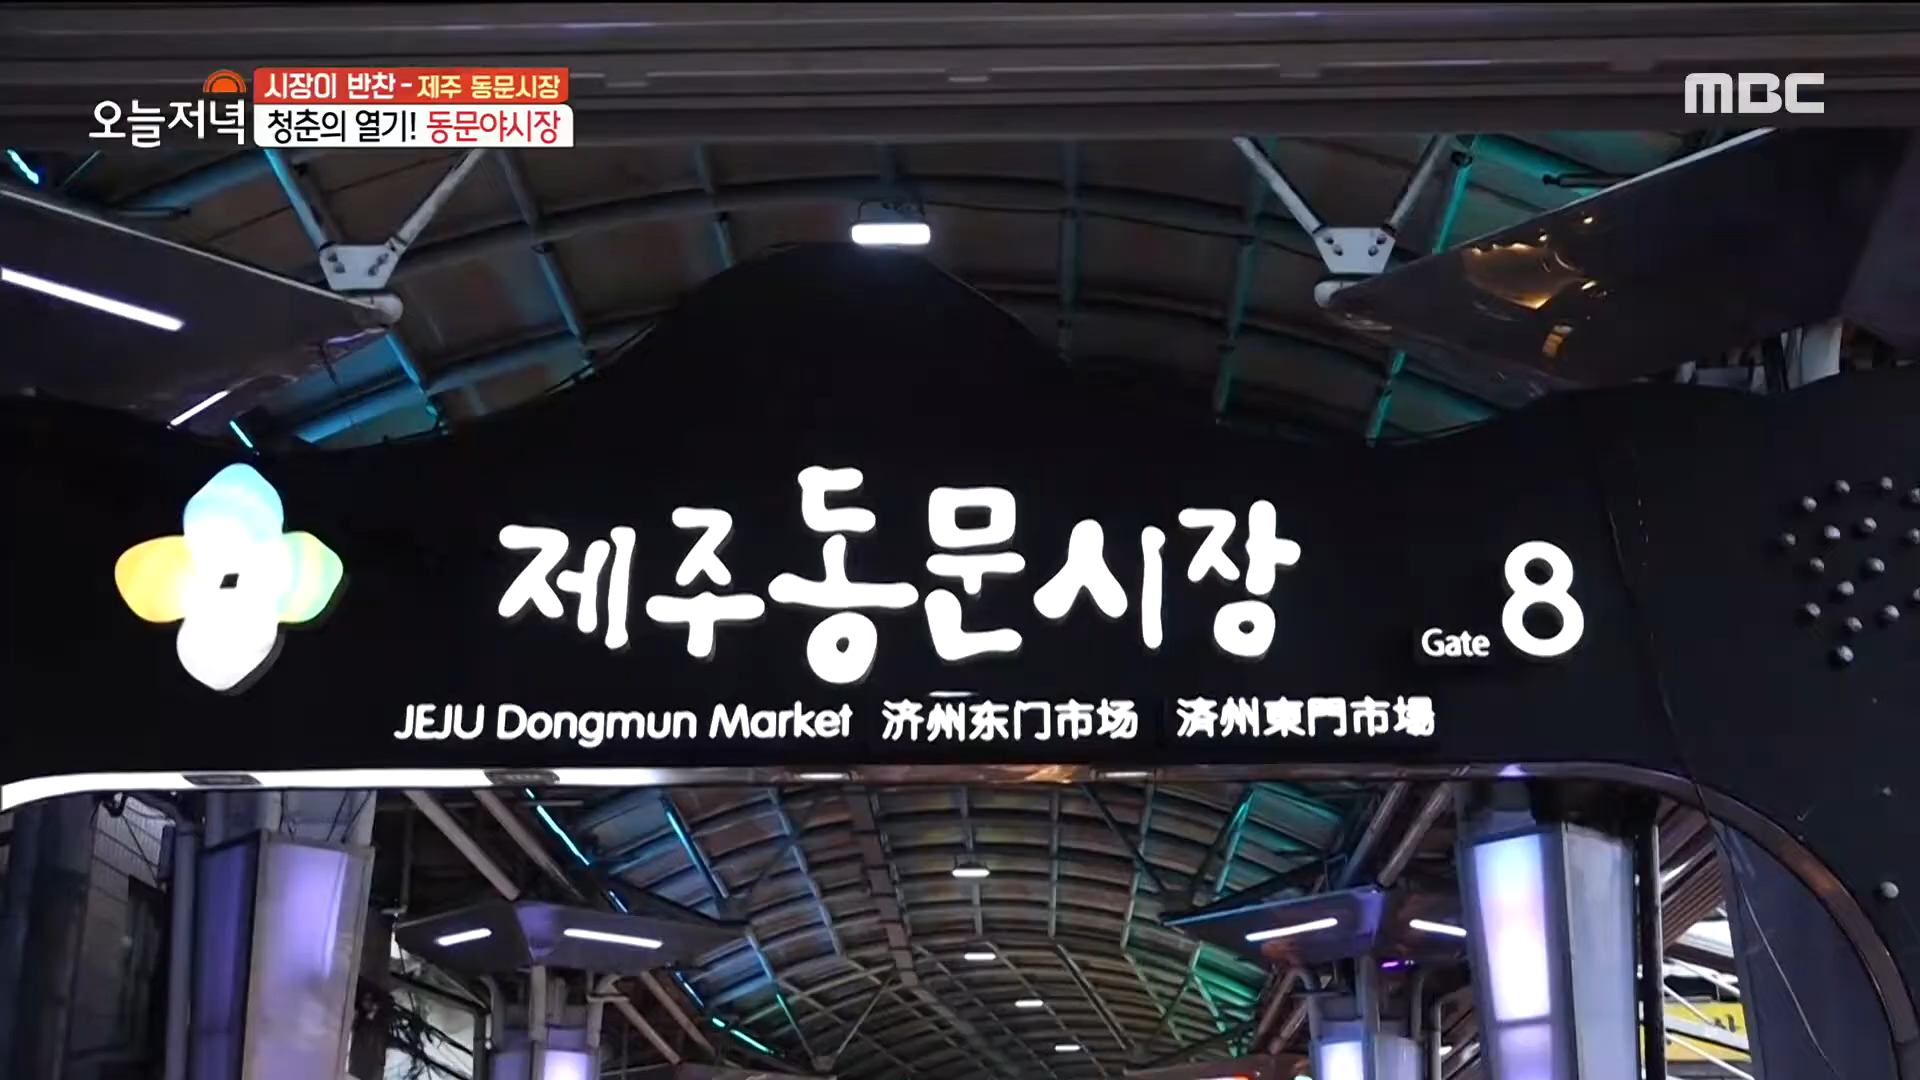 시장이 반찬 - 제주 동문시장
오늘저녁
청춘의 열기! 동문야시장
MBC
제주동문시장
Gate 8
JEJU Dongmun Market 济州东门市场 済州東門市場